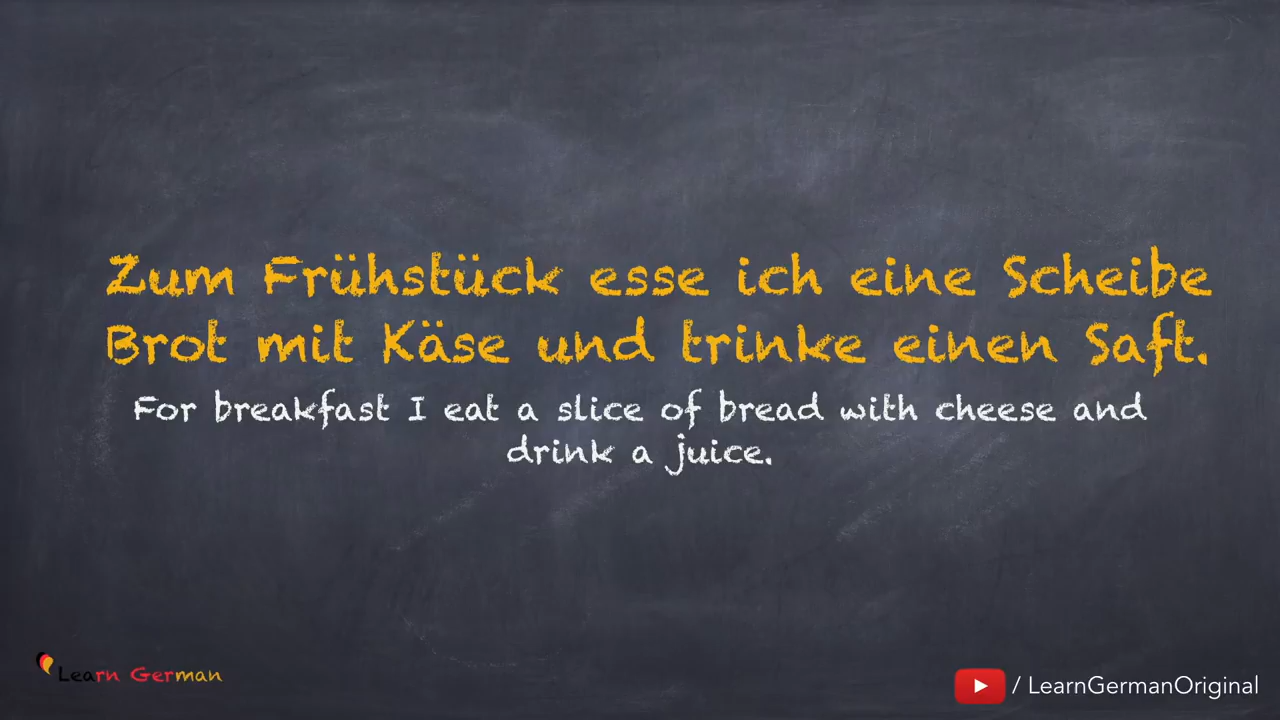 Zum Frühstück esse ich eine Scheibe
Brot mit Käse und trinke einen Saft.
For breakfast I eat a slice of bread with cheese and
drink a juice.
Learn German
/ LearnGermanOriginal